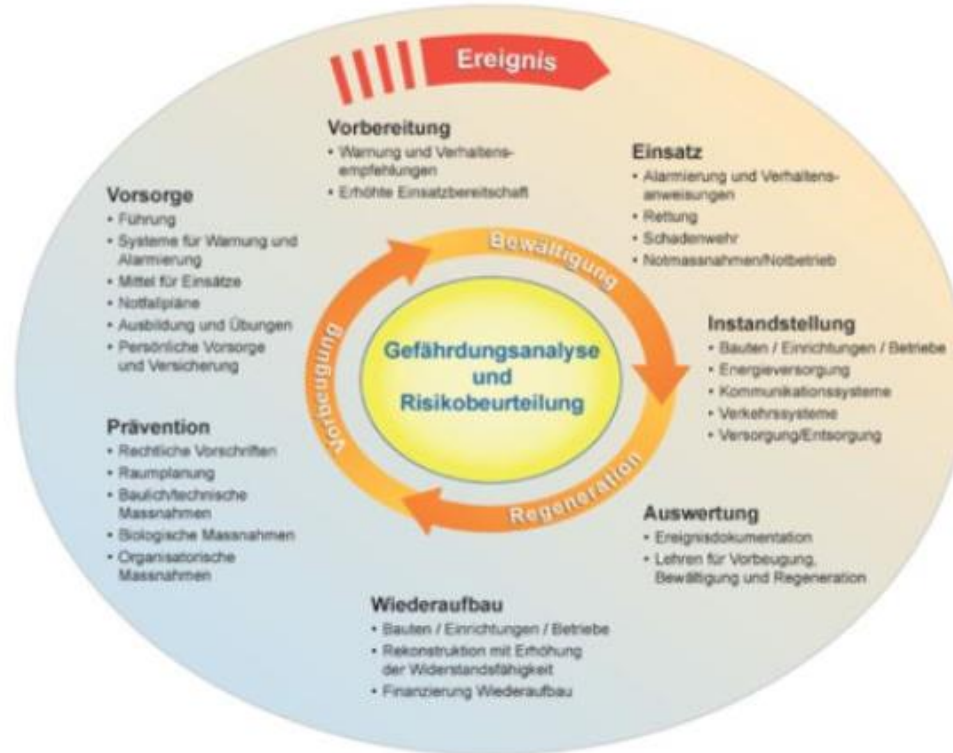 Ereignis
Vorbereitung
• Warnung und Verhaltens-
empfehlungen
• Erhöhte Einsatzbereitschaft
Einsatz
• Alarmierung und Verhaltens-
anweisungen
• Rettung
• Schadenwehr
• Notmassnahmen/Notbetrieb
Instandstellung
• Bauten / Einrichtungen / Betriebe
• Energieversorgung
• Kommunikationssysteme
• Verkehrssysteme
• Versorgung/Entsorgung
Auswertung
• Ereignisdokumentation
• Lehren für Vorbeugung,
Bewältigung und Regeneration
Wiederaufbau
• Bauten / Einrichtungen / Betriebe
• Rekonstruktion mit Erhöhung
der Widerstandsfähigkeit
• Finanzierung Wiederaufbau
Prävention
• Rechtliche Vorschriften
• Raumplanung
• Baulich/technische
Massnahmen
• Biologische Massnahmen
• Organisatorische
Massnahmen
Vorsorge
• Führung
• Systeme für Warnung und
Alarmierung
• Mittel für Einsätze
• Notfallpläne
• Ausbildung und Übungen
• Persönliche Vorsorge
und Versicherung
Bewältigung
Regeneration
Vorbeugung
Gefährdungsanalyse
und
Risikobeurteilung